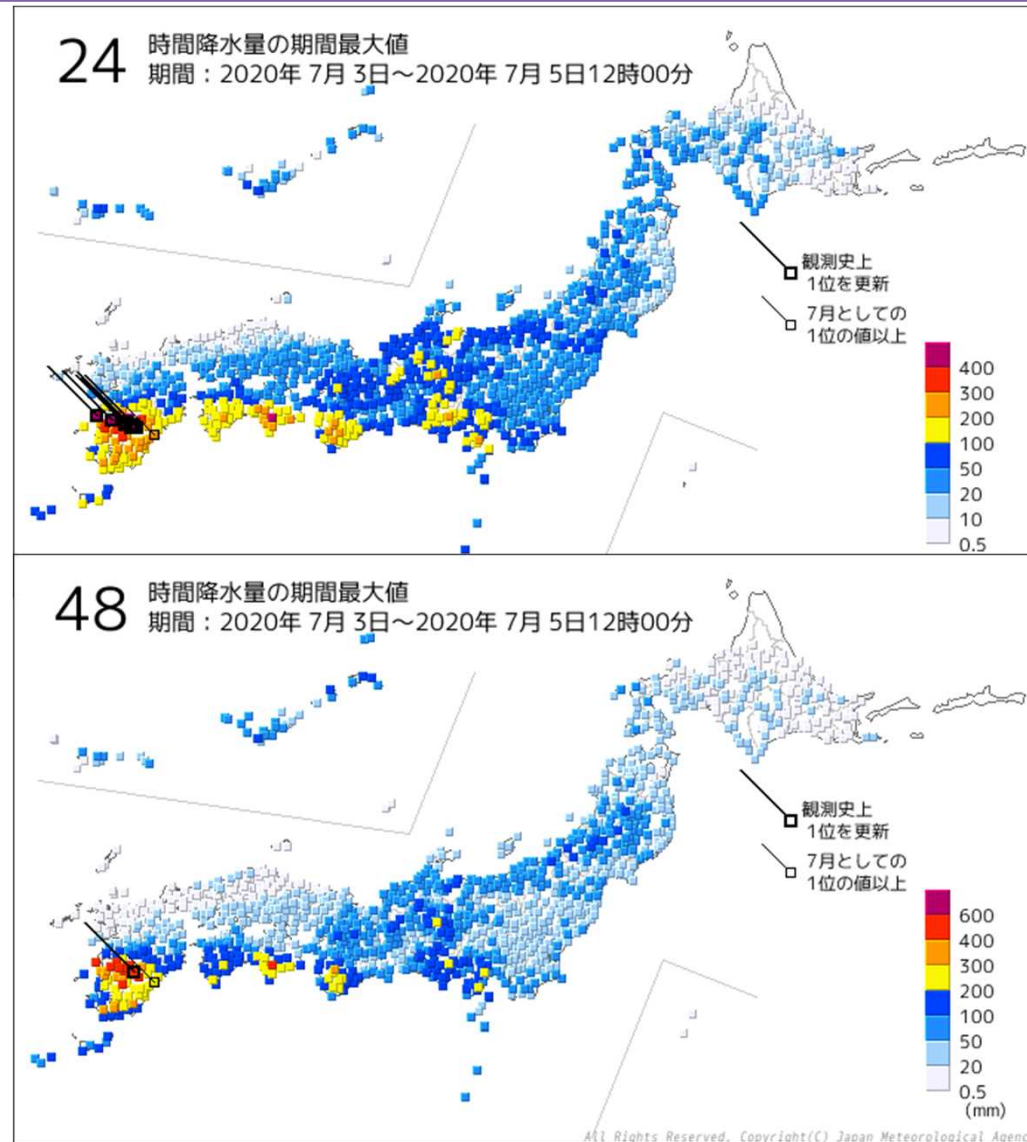 24
時間降水量の期間最大値
期間：2020年 7月 3日～2020年 7月 5日12時00分
観測史上
1位を更新
7月としての
1位の値以上
400
300
200
100
50
20
10
0.5
48
時間降水量の期間最大値
期間：2020年 7月 3日～2020年 7月 5日12時00分
観測史上
1位を更新
7月としての
1位の値以上
600
400
300
200
100
50
20
0.5
(mm)
All Rights Reserved, Copyright(C) Japan Meteorological Agenc